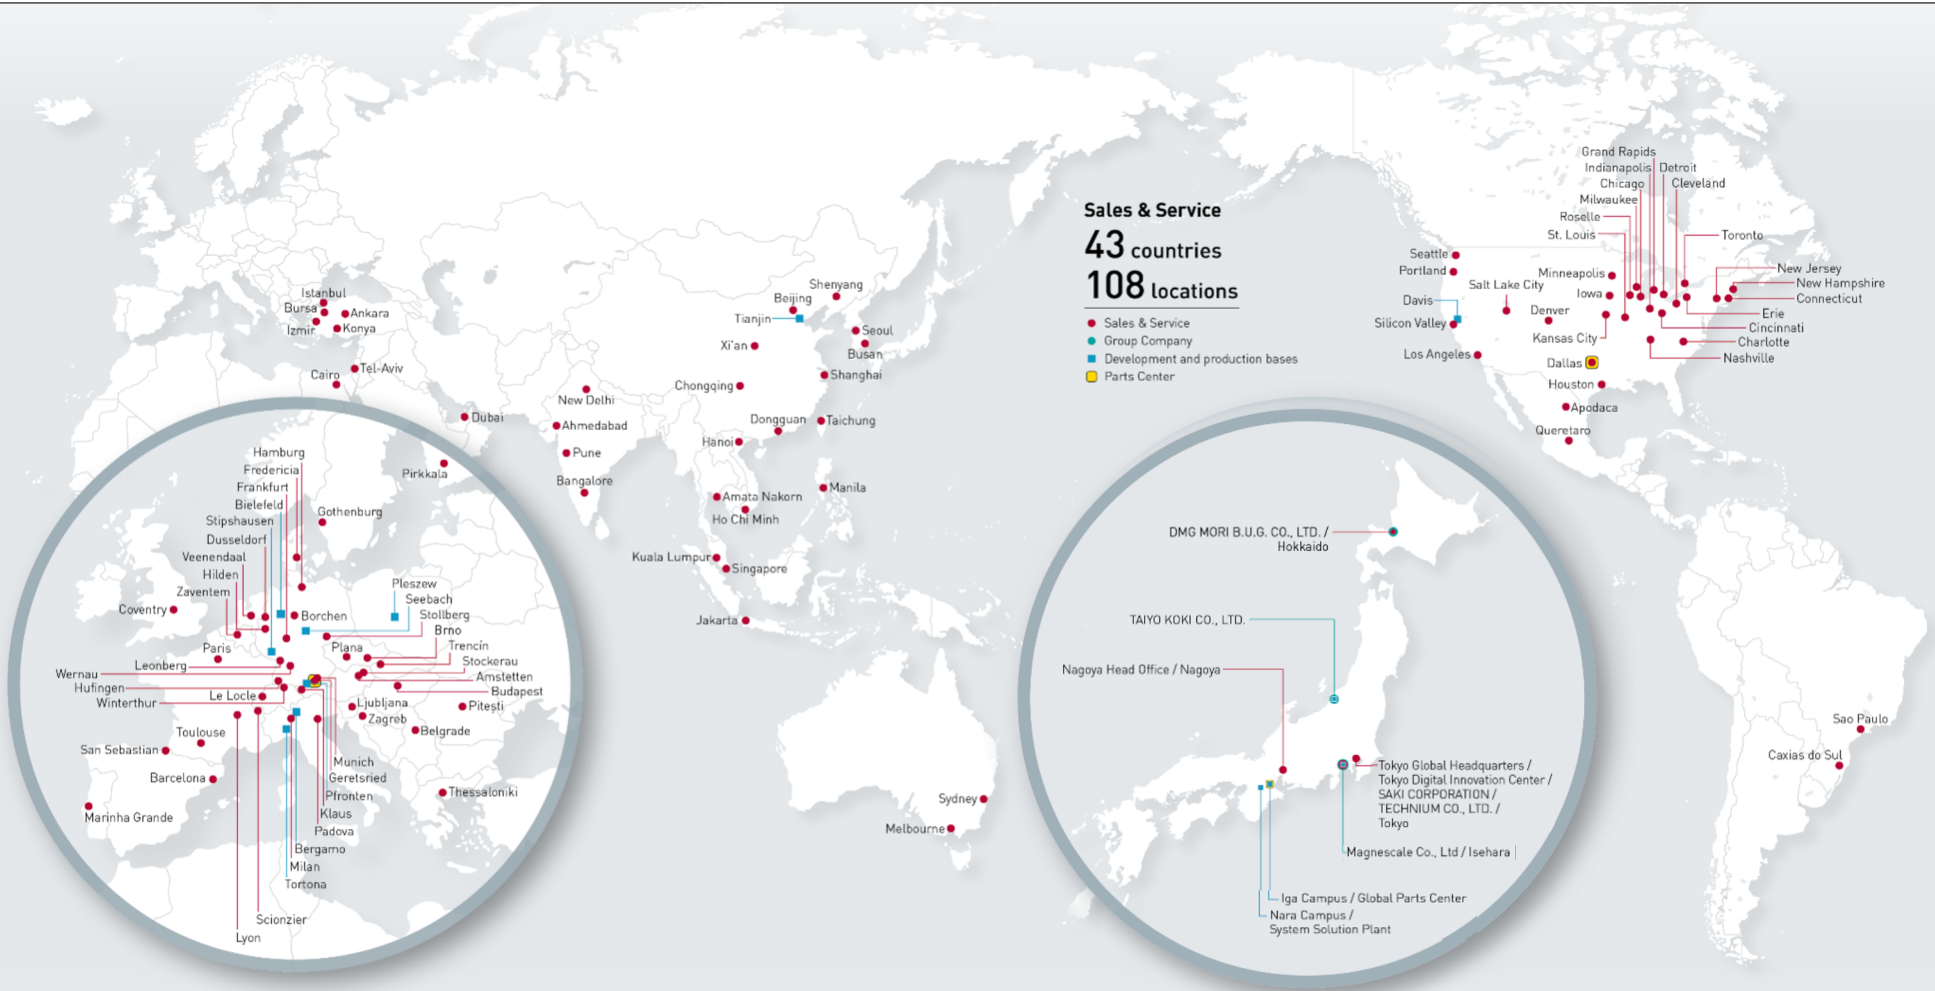 Sales & Service
43 countries
108 locations
Sales & Service
Group Company
Development and production bases
Parts Center
Istanbul
Bursa
Ankara
Izmir
Konya
Tel-Aviv
Cairo
Dubai
Shenyang
Beijing
Tianjin
Seoul
Busan
Xi'an
Shanghai
Chongqing
New Delhi
Dongguan
Taichung
Ahmedabad
Hanoi
Pune
Bangalore
Manila
Amata Nakorn
Ho Chi Minh
Kuala Lumpur
Singapore
Jakarta
Sydney
Melbourne
Grand Rapids
Indianapolis
Detroit
Chicago
Cleveland
Milwaukee
Roselle
St. Louis
Toronto
Seattle
Portland
Minneapolis
New Jersey
Salt Lake City
New Hampshire
Iowa
Connecticut
Davis
Denver
Erie
Silicon Valley
Cincinnati
Kansas City
Charlotte
Los Angeles
Nashville
Dallas
Houston
Apodaca
Queretaro
Sao Paulo
Caxias do Sul
Hamburg
Fredericia
Pirkkala
Frankfurt
Bielefeld
Gothenburg
Stipshausen
Dusseldorf
Veenendaal
Hilden
Pleszew
Zaventem
Seebach
Coventry
Borchen
Stollberg
Brno
Paris
Plana
Trencín
Leonberg
Stockerau
Wernau
Amstetten
Hufingen
Budapest
Le Locle
Winterthur
Ljubljana
Pitești
Zagreb
Toulouse
Belgrade
San Sebastian
Munich
Barcelona
Geretsried
Thessaloniki
Pfronten
Marinha Grande
Klaus
Padova
Bergamo
Milan
Tortona
Scionzier
Lyon
DMG MORI B.U.G. CO., LTD. /
Hokkaido
TAIYO KOKI CO., LTD.
Nagoya Head Office / Nagoya
Tokyo Global Headquarters /
Tokyo Digital Innovation Center /
SAKI CORPORATION /
TECHNIUM CO., LTD. /
Tokyo
Magnescale Co., Ltd / Isehara
Iga Campus / Global Parts Center
Nara Campus /
System Solution Plant